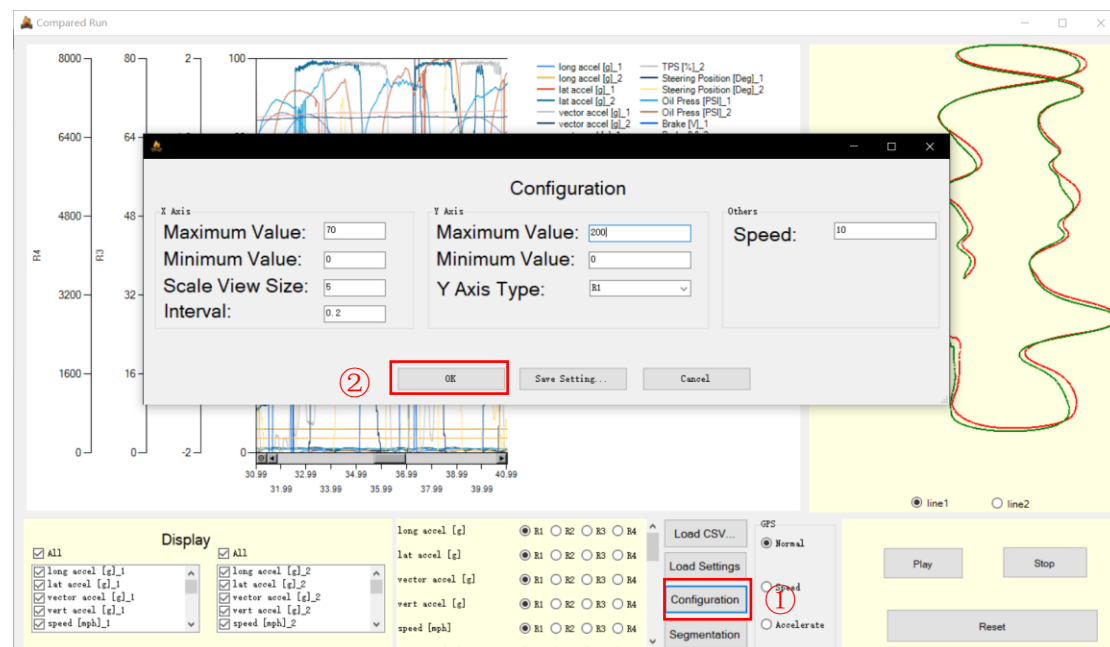 Compared Run
8000 80 2 100
long accel [g]_1 TPS [%]_2
long accel [g]_2 Steering Position [Deg]_1
lat accel [g]_1 Steering Position [Deg]_2
lat accel [g]_2 Oil Press [PSI]_1
vector accel [g]_1 Oil Press [PSI]_2
vector accel [g]_2 Brake [V]_1
6400 64
Configuration
X Axis Y Axis Others
Maximum Value: 70 Maximum Value: 200 Speed: 10
Minimum Value: 0 Minimum Value: 0
Scale View Size: 5 Y Axis Type: R1
Interval: 0.2
4800 48
R4 R3
3200 32
② OK Save Setting... Cancel
1600 16
0 0 -2 0
30.99 32.99 34.99 36.99 38.99 40.99
31.99 33.99 35.99 37.99 39.99
line1 line2
Display
All All
long accel [g]_1 long accel [g]_2
lat accel [g]_1 lat accel [g]_2
vector accel [g]_1 vector accel [g]_2
vert accel [g]_1 vert accel [g]_2
speed [mph]_1 speed [mph]_2
long accel [g] R1 R2 R3 R4
lat accel [g] R1 R2 R3 R4
vector accel [g] R1 R2 R3 R4
vert accel [g] R1 R2 R3 R4
speed [mph] R1 R2 R3 R4
Load CSV...
Load Settings
Configuration ①
Segmentation
GPS
Normal
Speed
Accelerate
Play Stop
Reset